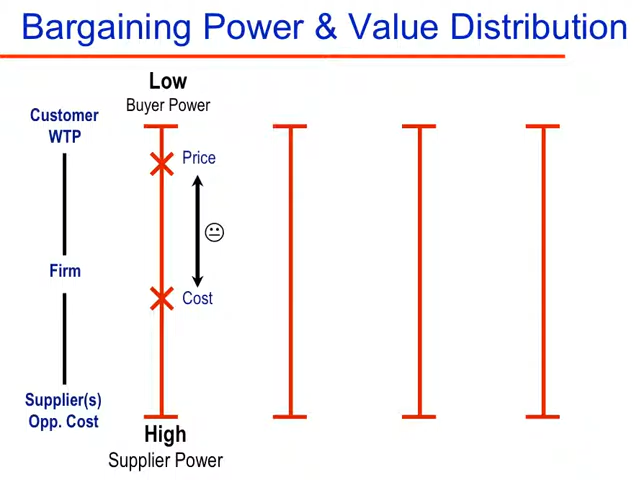 Bargaining Power & Value Distribution
Low
Buyer Power
Customer
WTP
Price
Firm
Cost
Supplier(s)
Opp. Cost
High
Supplier Power